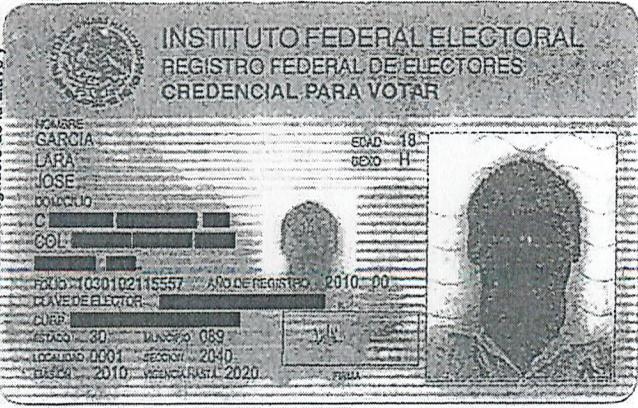 INSTITUTO FEDERAL ELECTORAL
REGISTRO FEDERAL DE ELECTORES
CREDENCIAL PARA VOTAR
NOMBRE
GARCIA
LARA
JOSE
EDAD 18
SEXO H
DOMICILIO
C
COL
FOLIO 1030102115557 AÑO DE REGISTRO 2010 00
CLAVE DE ELECTOR
CURP
ESTADO 30 MUNICIPIO 089
LOCALIDAD 0001 SECCION 2040
EMISION 2010 VIGENCIA HASTA 2020
FIRMA